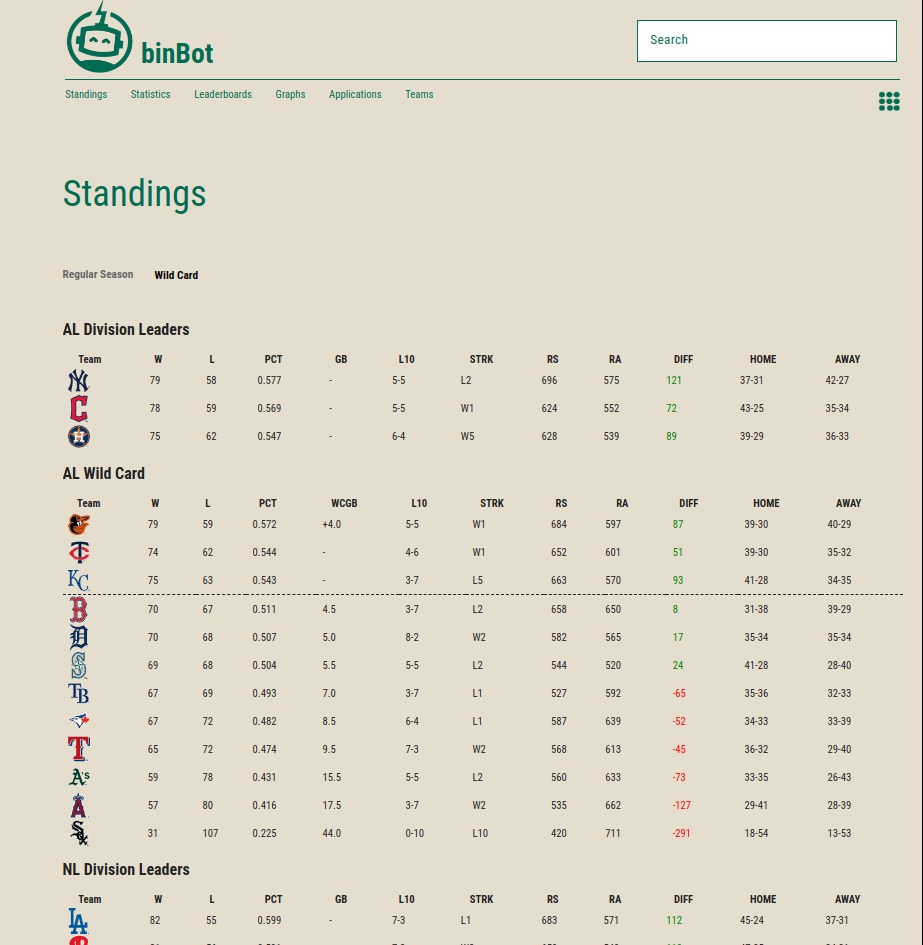 binBot
Search
Standings Statistics Leaderboards Graphs Applications Teams
Standings
Regular Season Wild Card
AL Division Leaders
Team W L PCT GB L10 STRK RS RA DIFF HOME AWAY
NY 79 58 0.577 - 5-5 L2 696 575 121 37-31 42-27
C 78 59 0.569 - 5-5 W1 624 552 72 43-25 35-34
H 75 62 0.547 - 6-4 W5 628 539 89 39-29 36-33
AL Wild Card
Team W L PCT WCGB L10 STRK RS RA DIFF HOME AWAY
79 59 0.572 +4.0 5-5 W1 684 597 87 39-30 40-29
TC 74 62 0.544 - 4-6 W1 652 601 51 39-30 35-32
KC 75 63 0.543 - 3-7 L5 663 570 93 41-28 34-35
B 70 67 0.511 4.5 3-7 L2 658 650 8 31-38 39-29
D 70 68 0.507 5.0 8-2 W2 582 565 17 35-34 35-34
S 69 68 0.504 5.5 5-5 L2 544 520 24 41-28 28-40
TB 67 69 0.493 7.0 3-7 L1 527 592 -65 35-36 32-33
67 72 0.482 8.5 6-4 L1 587 639 -52 34-33 33-39
T 65 72 0.474 9.5 7-3 W2 568 613 -45 36-32 29-40
A's 59 78 0.431 15.5 5-5 L2 560 633 -73 33-35 26-43
A 57 80 0.416 17.5 3-7 W2 535 662 -127 29-41 28-39
Sox 31 107 0.225 44.0 0-10 L10 420 711 -291 18-54 13-53
NL Division Leaders
Team W L PCT GB L10 STRK RS RA DIFF HOME AWAY
LA 82 55 0.599 - 7-3 L1 683 571 112 45-24 37-31